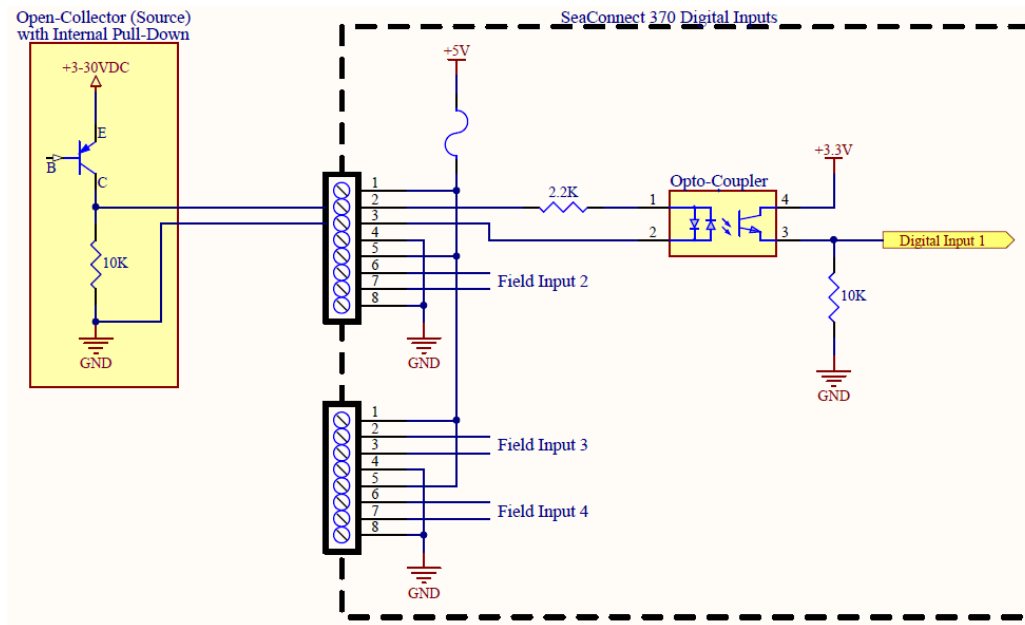 Open-Collector (Source)
with Internal Pull-Down
SeaConnect 370 Digital Inputs
+3-30VDC
E
B
C
10K
GND
+5V
1
2
3
4
5
6
7
8
2.2K
Opto-Coupler
1
2
4
3
+3.3V
Digital Input 1
10K
GND
Field Input 2
GND
1
2
3
4
5
6
7
8
Field Input 3
Field Input 4
GND